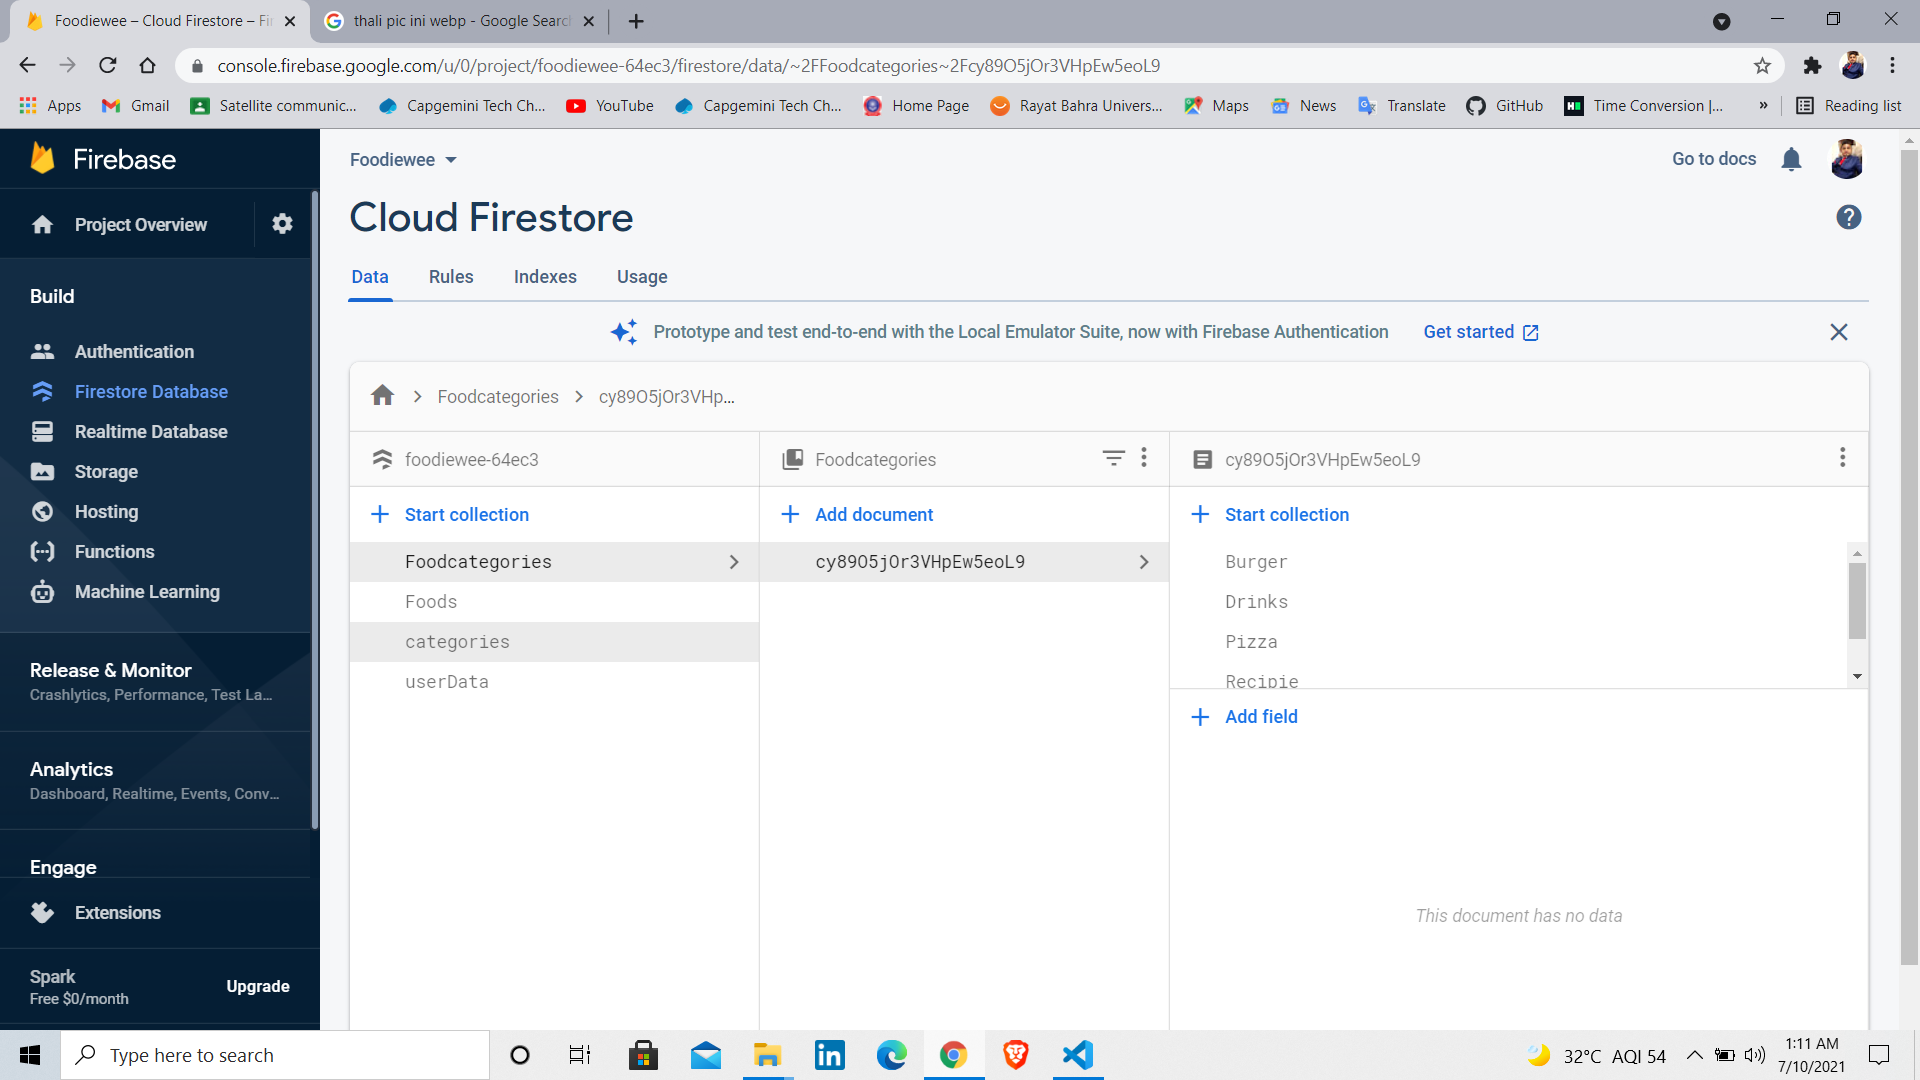 Foodiewee – Cloud Firestore – Fir
thali pic ini webp - Google Search
console.firebase.google.com/u/0/project/foodiewee-64ec3/firestore/data/~2FFoodcategories~2Fcy89O5jOr3VHpEw5eoL9
Apps
Gmail
Satellite communic...
Capgemini Tech Ch...
YouTube
Capgemini Tech Ch...
Home Page
Rayat Bahra Univers...
Maps
News
Translate
GitHub
Time Conversion |...
»
Reading list
Firebase
Foodiewee
Go to docs
Project Overview
Cloud Firestore
Data
Rules
Indexes
Usage
Prototype and test end-to-end with the Local Emulator Suite, now with Firebase Authentication
Get started
Build
Authentication
Firestore Database
Realtime Database
Storage
Hosting
Functions
Machine Learning
Release & Monitor
Crashlytics, Performance, Test La...
Analytics
Dashboard, Realtime, Events, Conv...
Engage
Extensions
Spark
Free $0/month
Upgrade
Foodcategories
cy89O5jOr3VHp...
foodiewee-64ec3
Start collection
Foodcategories
Foods
categories
userData
Foodcategories
Add document
cy89O5jOr3VHpEw5eoL9
cy89O5jOr3VHpEw5eoL9
Start collection
Burger
Drinks
Pizza
Recipie
Add field
This document has no data
Type here to search
32°C AQI 54
1:11 AM
7/10/2021